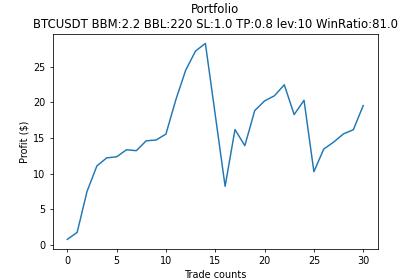 Portfolio
BTCUSDT BBM:2.2 BBL:220 SL:1.0 TP:0.8 lev:10 WinRatio:81.0
25
20
15
10
5
0
Profit ($)
0 5 10 15 20 25 30
Trade counts